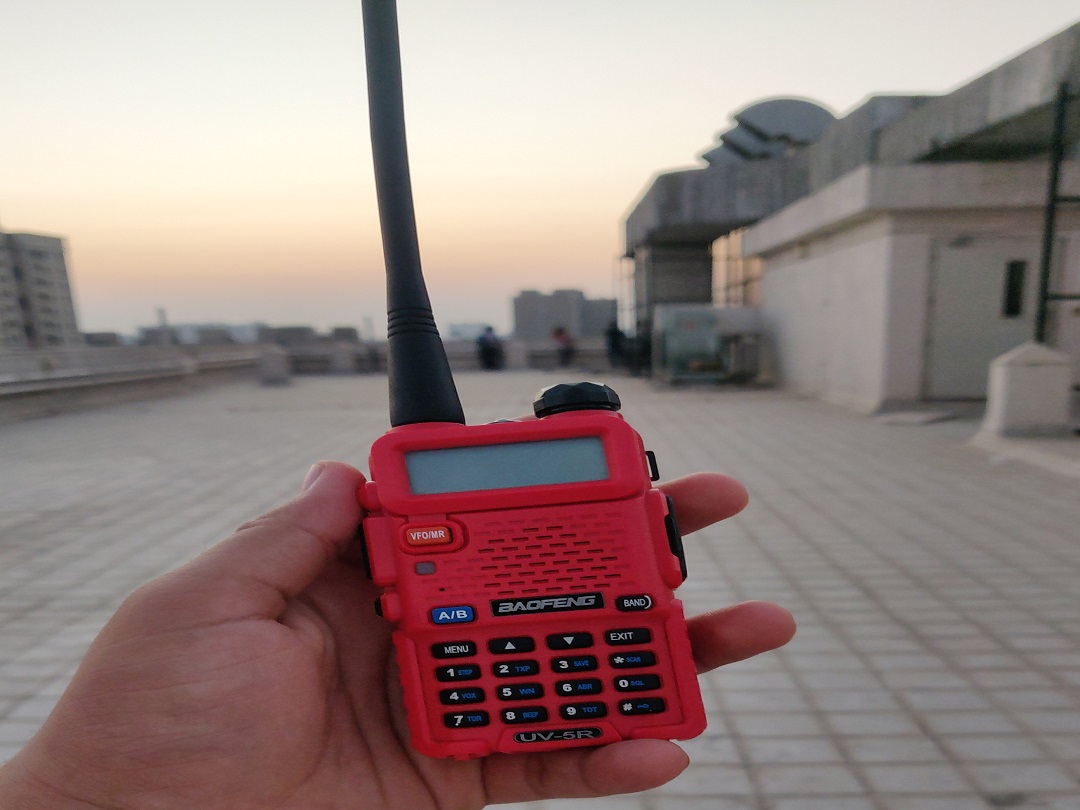 VFO/MR
A/B BAOFENG BAND
MENU ▲ ▼ EXIT
1 STEP 2 TXP 3 SAVE * SCAN
4 VOX 5 WN 6 ABR 0 SQL
7 TDR 8 BEEP 9 TOT #
UV-5R